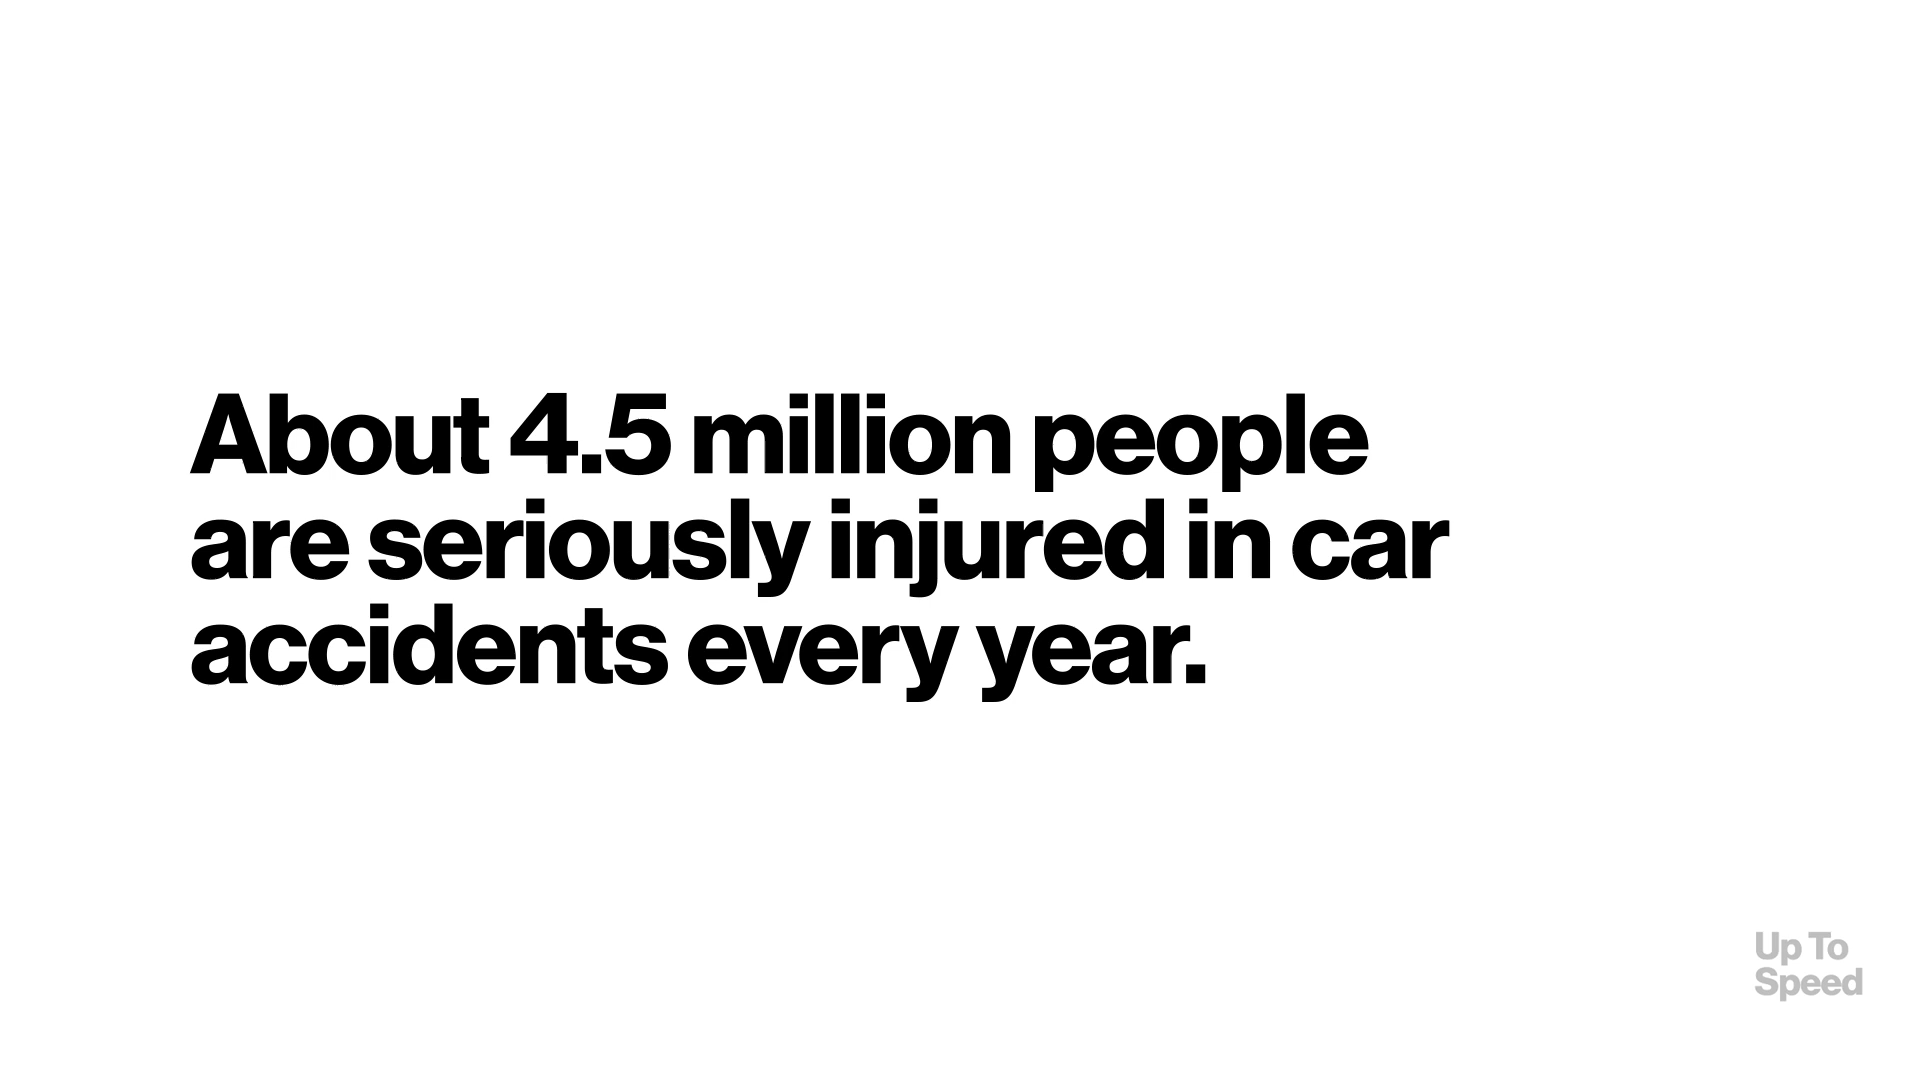 About 4.5 million people
are seriously injured in car
accidents every year.
Up To
Speed